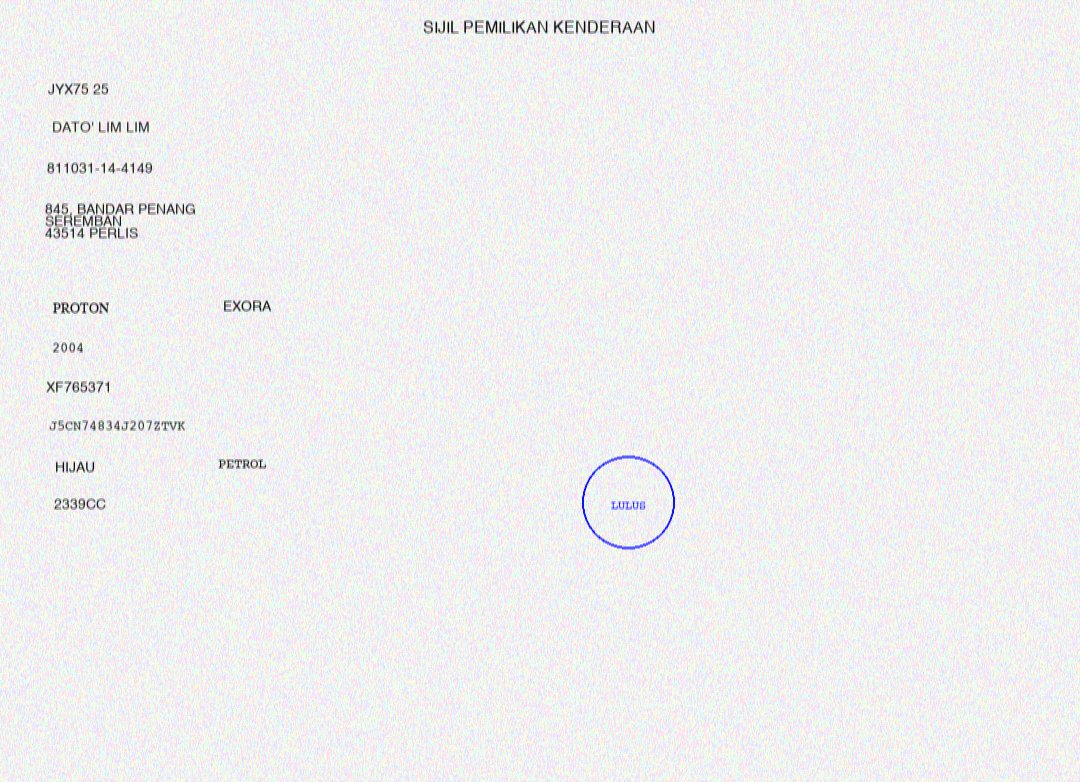 SIJIL PEMILIKAN KENDERAAN
JYX75 25
DATO' LIM LIM
811031-14-4149
845, BANDAR PENANG
SEREMBAN
43514 PERLIS
PROTON EXORA
2004
XF765371
J5CN74834J207ZTVK
HIJAU PETROL
2339CC
LULUS